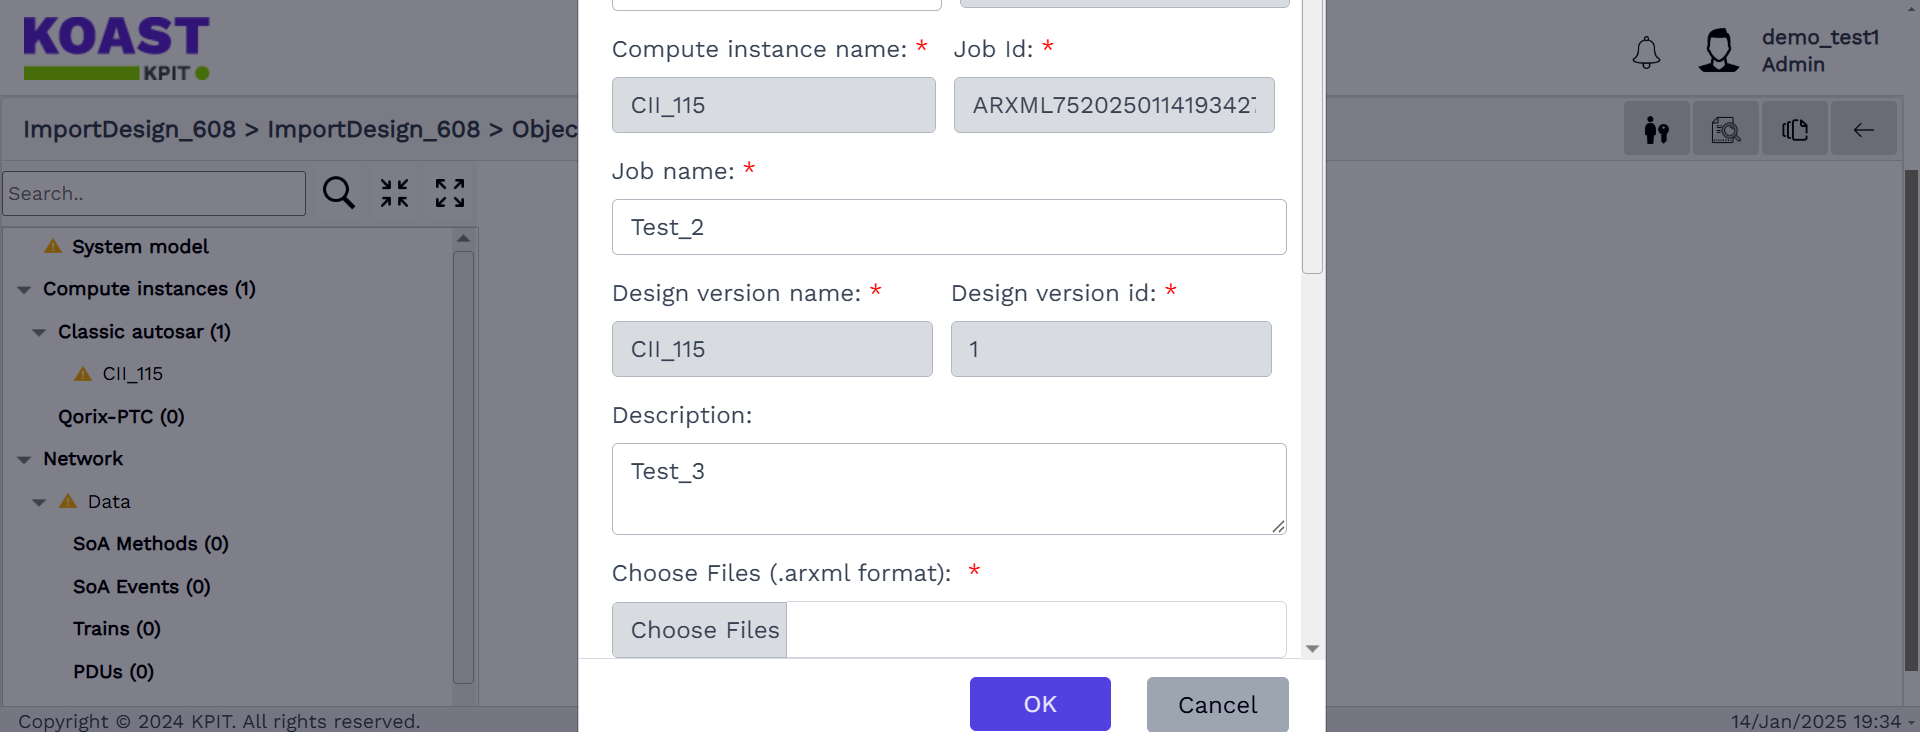 KOAST
KPIT
demo_test1
Admin
ImportDesign_608 > ImportDesign_608 >
Search..
System model
Compute instances (1)
Classic autosar (1)
CII_115
Qorix-PTC (0)
Network
Data
SoA Methods (0)
SoA Events (0)
Trains (0)
PDUs (0)
Compute instance name: * Job Id: *
CII_115
Job name: *
Test_2
Design version name: * Design version id: *
CII_115 1
Description:
Test_3
Choose Files (.arxml format): *
Choose Files
OK Cancel
Copyright © 2024 KPIT. All rights reserved.
14/Jan/2025 19:34